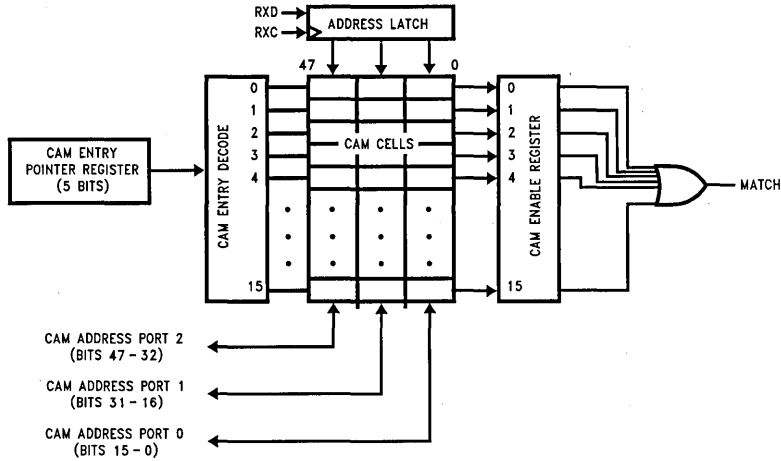 RXD
RXC
ADDRESS LATCH
47
0
CAM ENTRY
POINTER REGISTER
(5 BITS)
CAM ENTRY DECODE
0
1
2
3
4
15
CAM CELLS
0
1
2
3
4
15
CAM ENABLE REGISTER
MATCH
CAM ADDRESS PORT 2
(BITS 47 – 32)
CAM ADDRESS PORT 1
(BITS 31 – 16)
CAM ADDRESS PORT 0
(BITS 15 – 0)